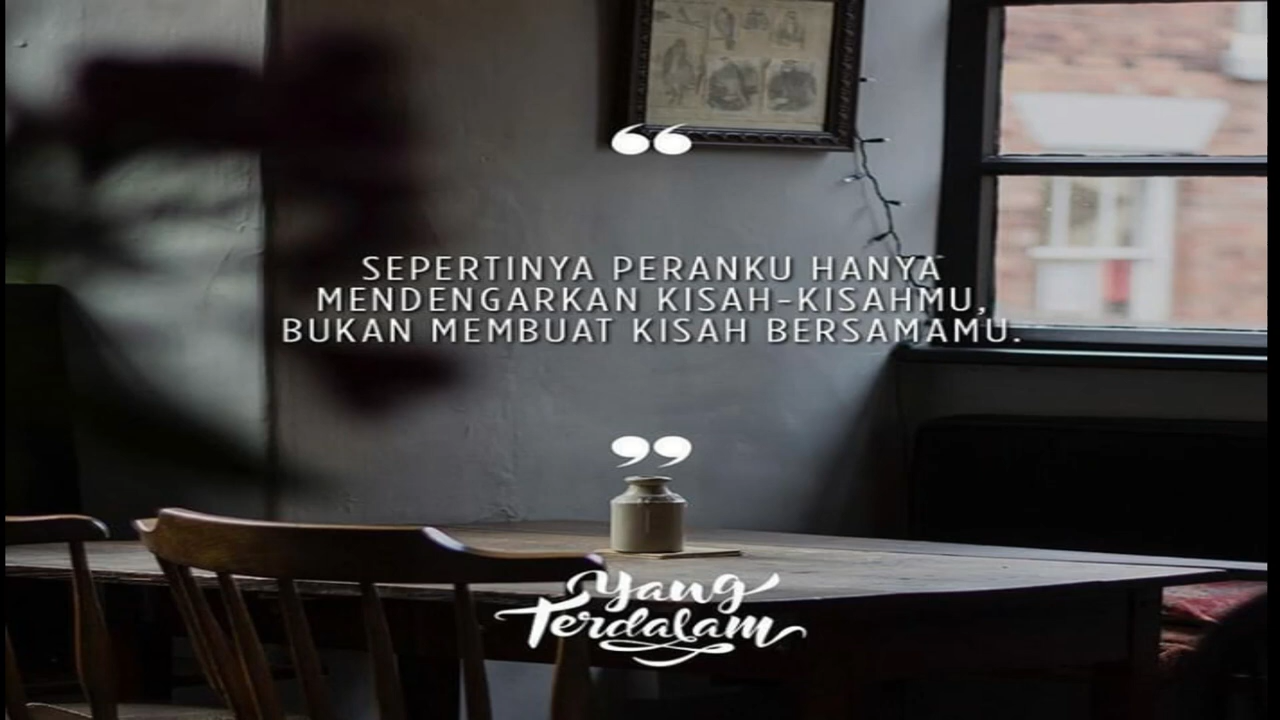 ❝
SEPERTINYA PERANKU HANYA
MENDENGARKAN KISAH-KISAHMU,
BUKAN MEMBUAT KISAH BERSAMAMU.
❞
Yang
Terdalam